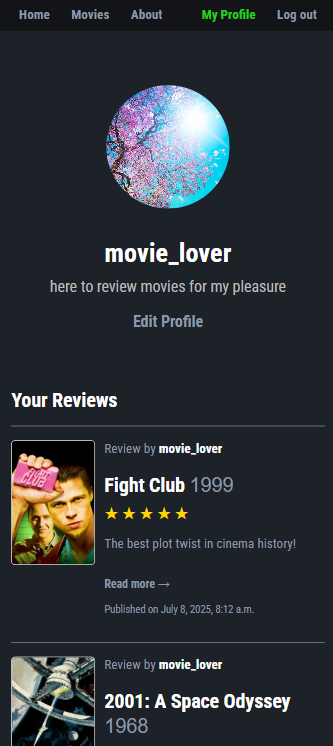 Home Movies About My Profile Log out
movie_lover
here to review movies for my pleasure
Edit Profile
Your Reviews
Review by movie_lover
Fight Club 1999
★★★★★
The best plot twist in cinema history!
Read more →
Published on July 8, 2025, 8:12 a.m.
CLUB
Review by movie_lover
2001: A Space Odyssey
1968